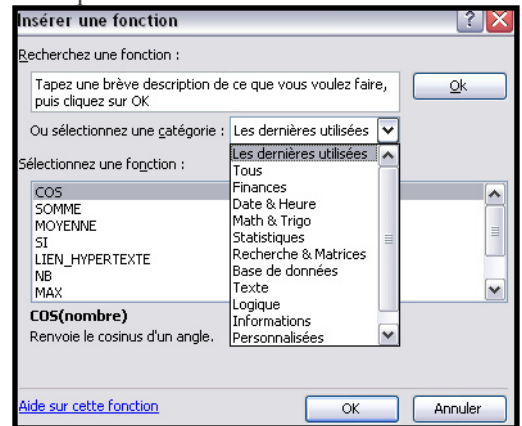 Insérer une fonction
Recherchez une fonction :
Tapez une brève description de ce que vous voulez faire,
puis cliquez sur OK
Ok
Ou sélectionnez une catégorie :
Les dernières utilisées
Les dernières utilisées
Tous
Finances
Date & Heure
Math & Trigo
Statistiques
Recherche & Matrices
Base de données
Texte
Logique
Informations
Personnalisées
Sélectionnez une fonction :
COS
SOMME
MOYENNE
SI
LIEN_HYPERTEXTE
NB
MAX
COS(nombre)
Renvoie le cosinus d'un angle.
Aide sur cette fonction
OK
Annuler